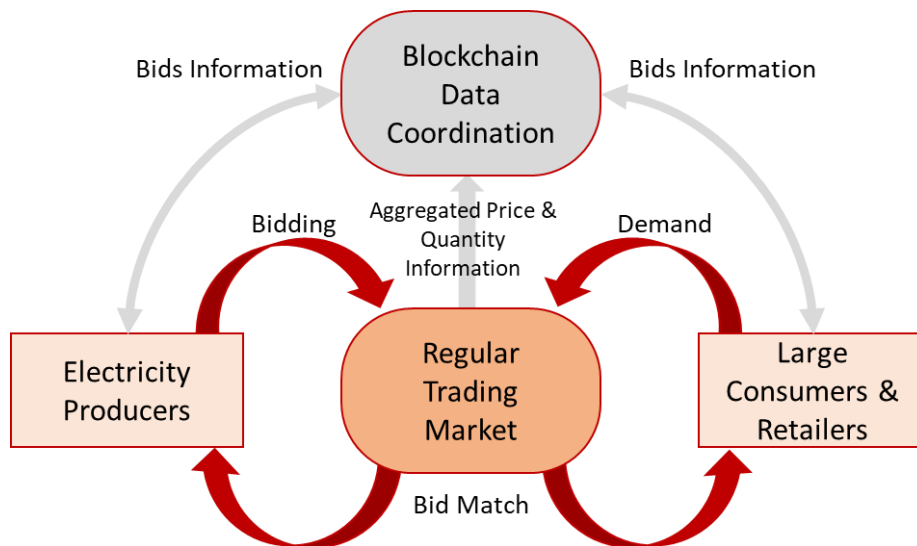 Bids Information
Blockchain
Data
Coordination
Bids Information
Bidding
Aggregated Price &
Quantity
Information
Demand
Electricity
Producers
Regular
Trading
Market
Large
Consumers &
Retailers
Bid Match